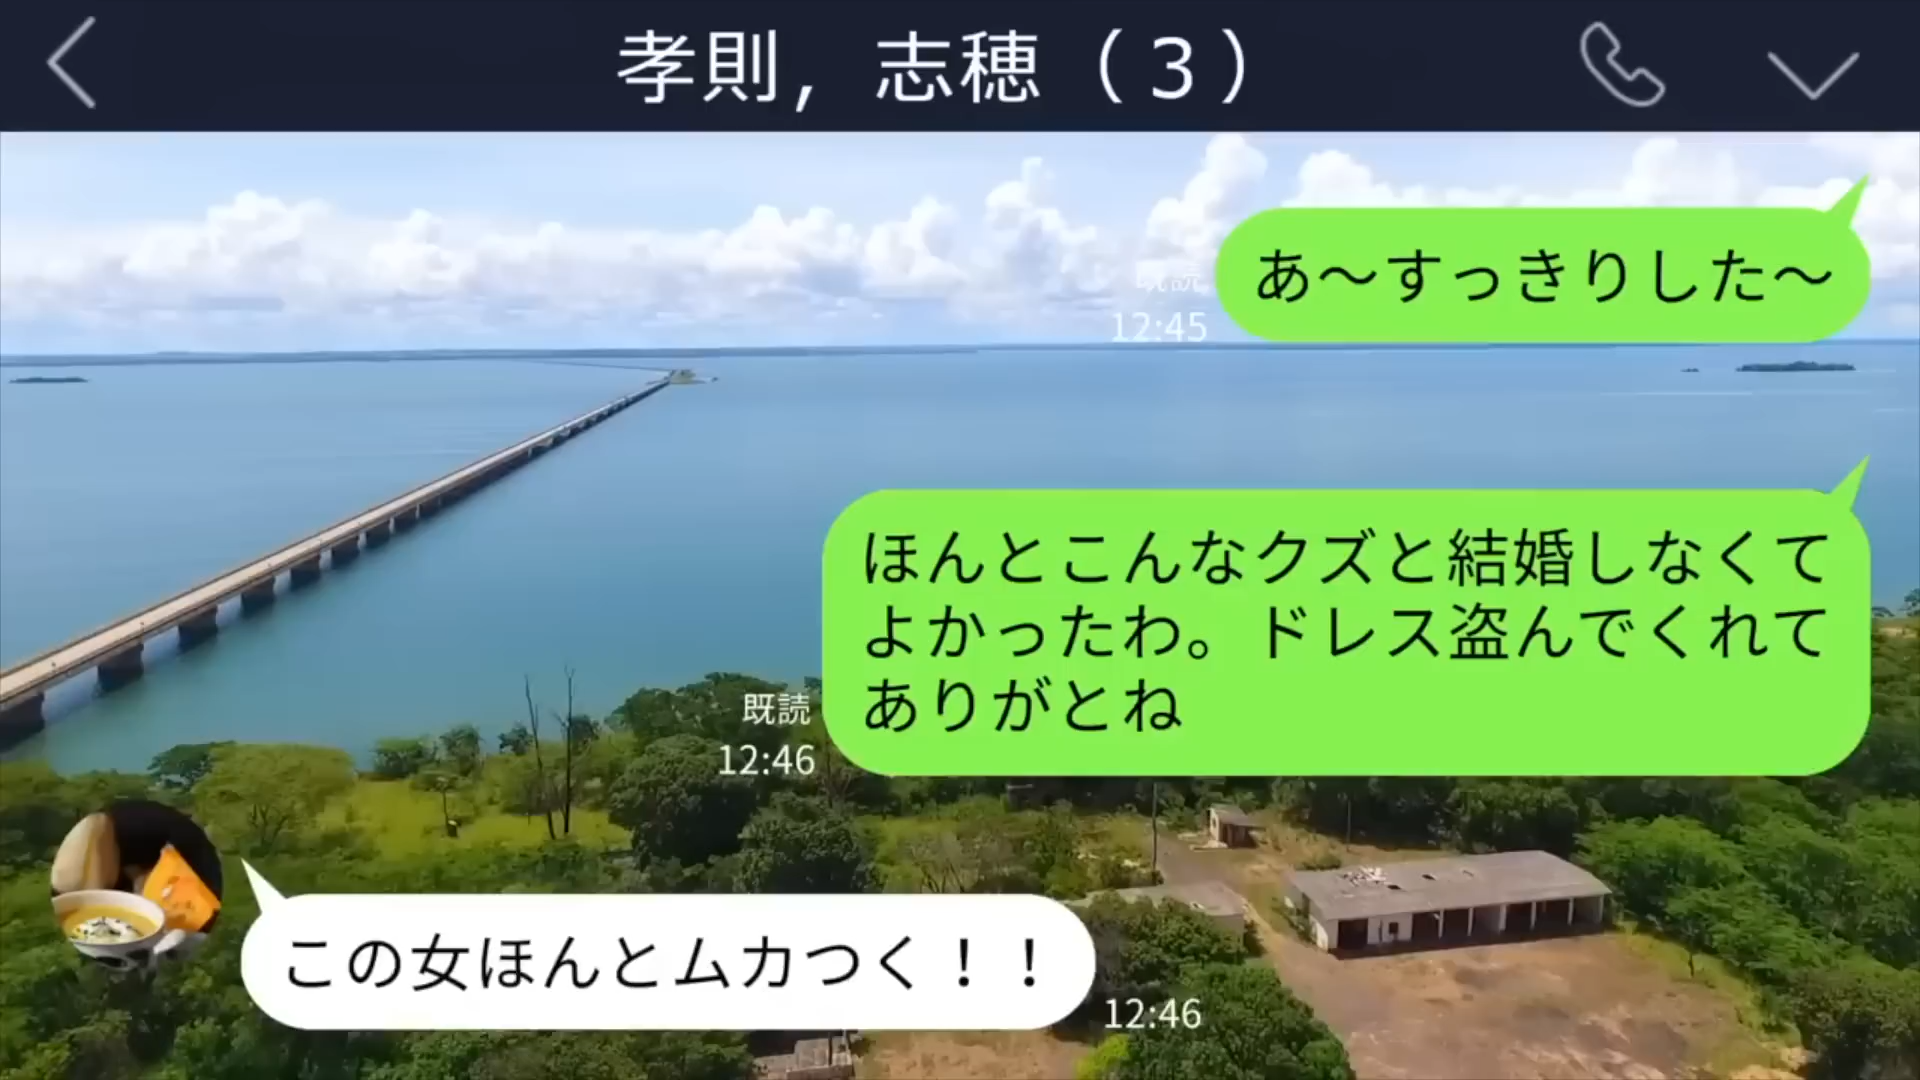 孝則，志穂（３）
あ～すっきりした～
既読
12:45
ほんとこんなクズと結婚しなくて
よかったわ。ドレス盗んでくれて
ありがとね
既読
12:46
この女ほんとムカつく！！
12:46